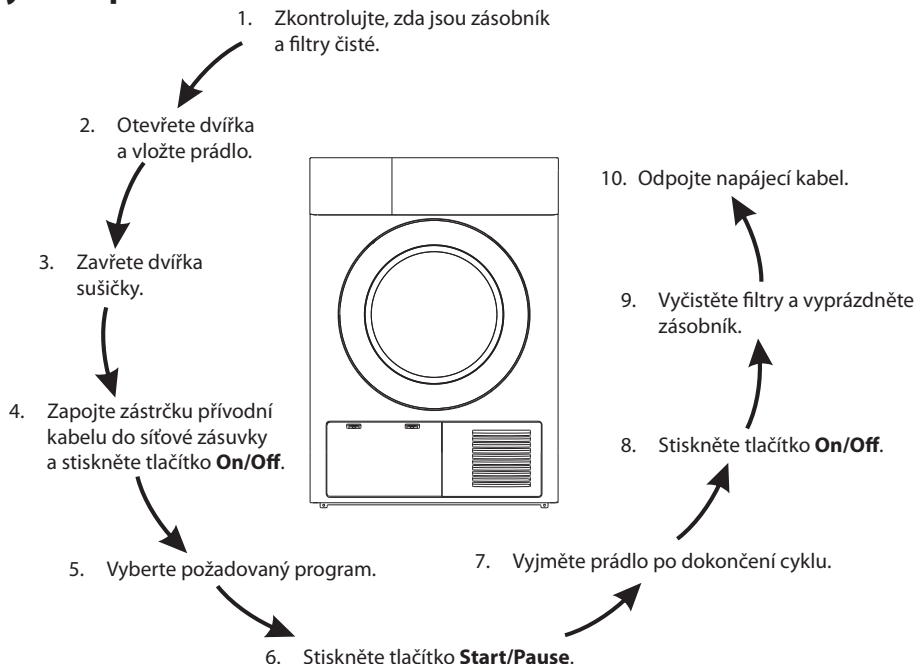 1. Zkontrolujte, zda jsou zásobník
a filtry čisté.
2. Otevřete dvířka
a vložte prádlo.
3. Zavřete dvířka
sušičky.
4. Zapojte zástrčku přívodní
kabelu do síťové zásuvky
a stiskněte tlačítko On/Off.
5. Vyberte požadovaný program.
6. Stiskněte tlačítko Start/Pause.
7. Vyjměte prádlo po dokončení cyklu.
8. Stiskněte tlačítko On/Off.
9. Vyčistěte filtry a vyprázdněte
zásobník.
10. Odpojte napájecí kabel.